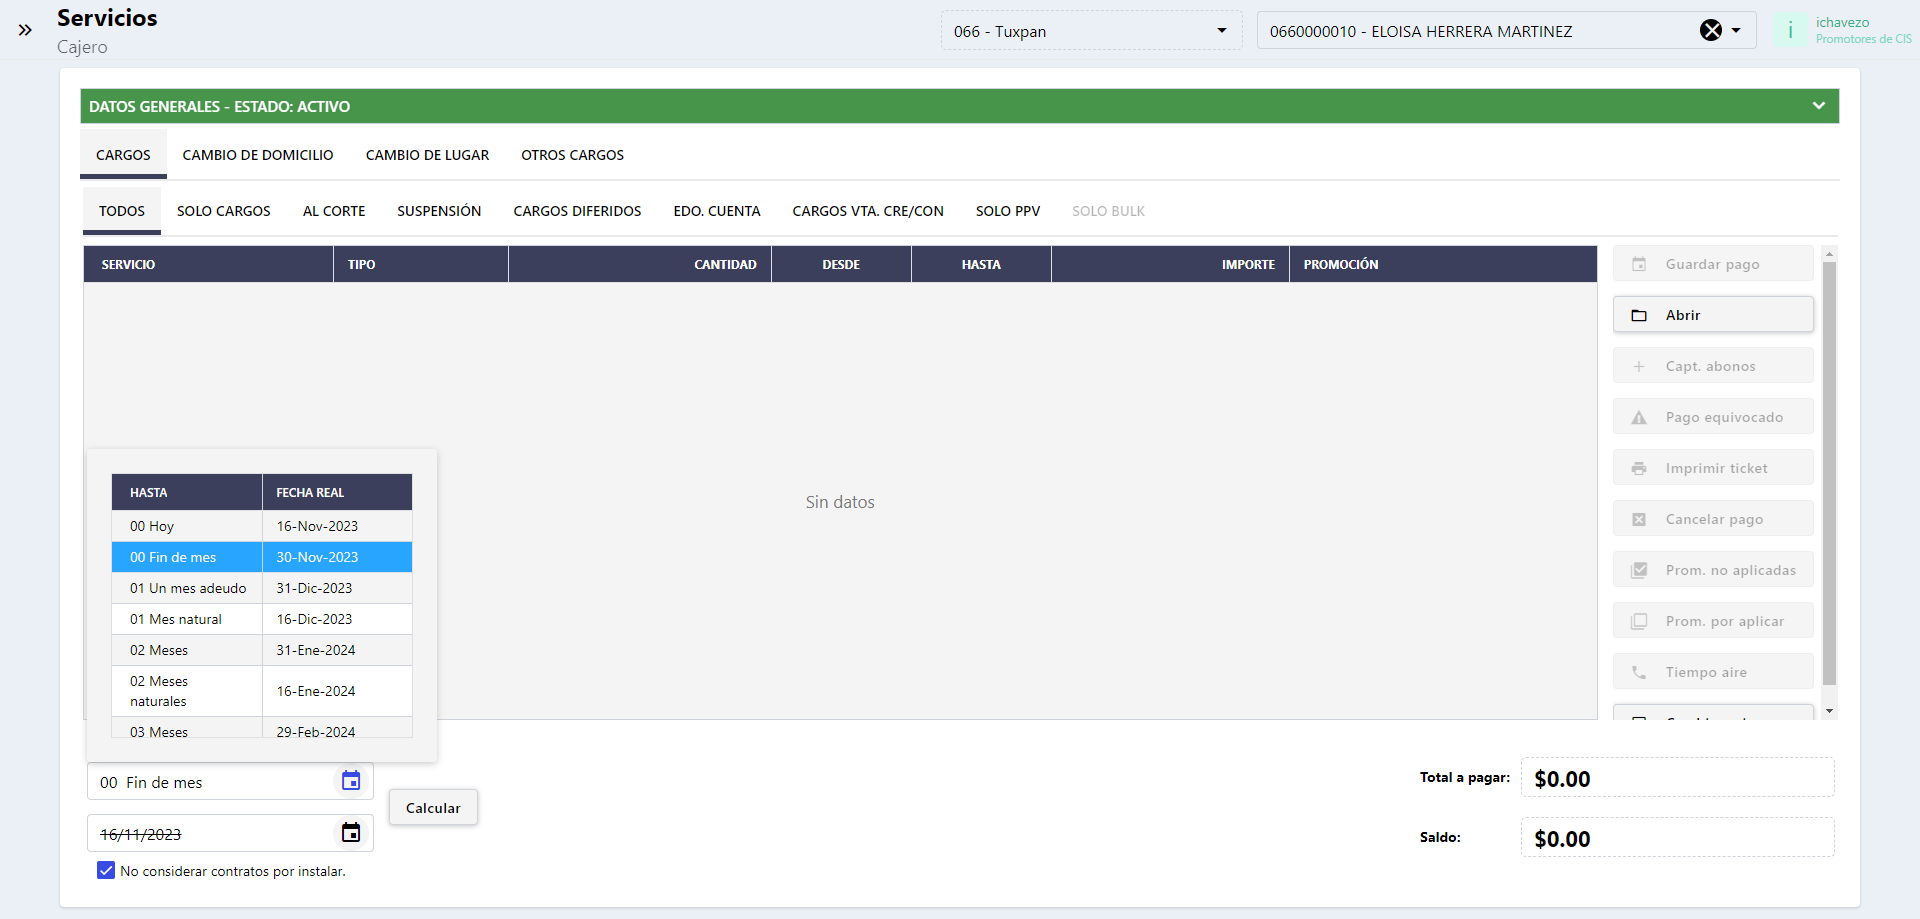 Servicios
Cajero
066 - Tuxpan
0660000010 - ELOISA HERRERA MARTINEZ
i
ichavezo
Promotores de CIS
DATOS GENERALES - ESTADO: ACTIVO
CARGOS CAMBIO DE DOMICILIO CAMBIO DE LUGAR OTROS CARGOS
TODOS SOLO CARGOS AL CORTE SUSPENSIÓN CARGOS DIFERIDOS EDO. CUENTA CARGOS VTA. CRE/CON SOLO PPV SOLO BULK
SERVICIO TIPO CANTIDAD DESDE HASTA IMPORTE PROMOCIÓN
Sin datos
Guardar pago
Abrir
Capt. abonos
Pago equivocado
Imprimir ticket
Cancelar pago
Prom. no aplicadas
Prom. por aplicar
Tiempo aire
HASTA FECHA REAL
00 Hoy 16-Nov-2023
00 Fin de mes 30-Nov-2023
01 Un mes adeudo 31-Dic-2023
01 Mes natural 16-Dic-2023
02 Meses 31-Ene-2024
02 Meses naturales 16-Ene-2024
03 Meses 29-Feb-2024
00 Fin de mes
16/11/2023
Calcular
No considerar contratos por instalar.
Total a pagar: $0.00
Saldo: $0.00